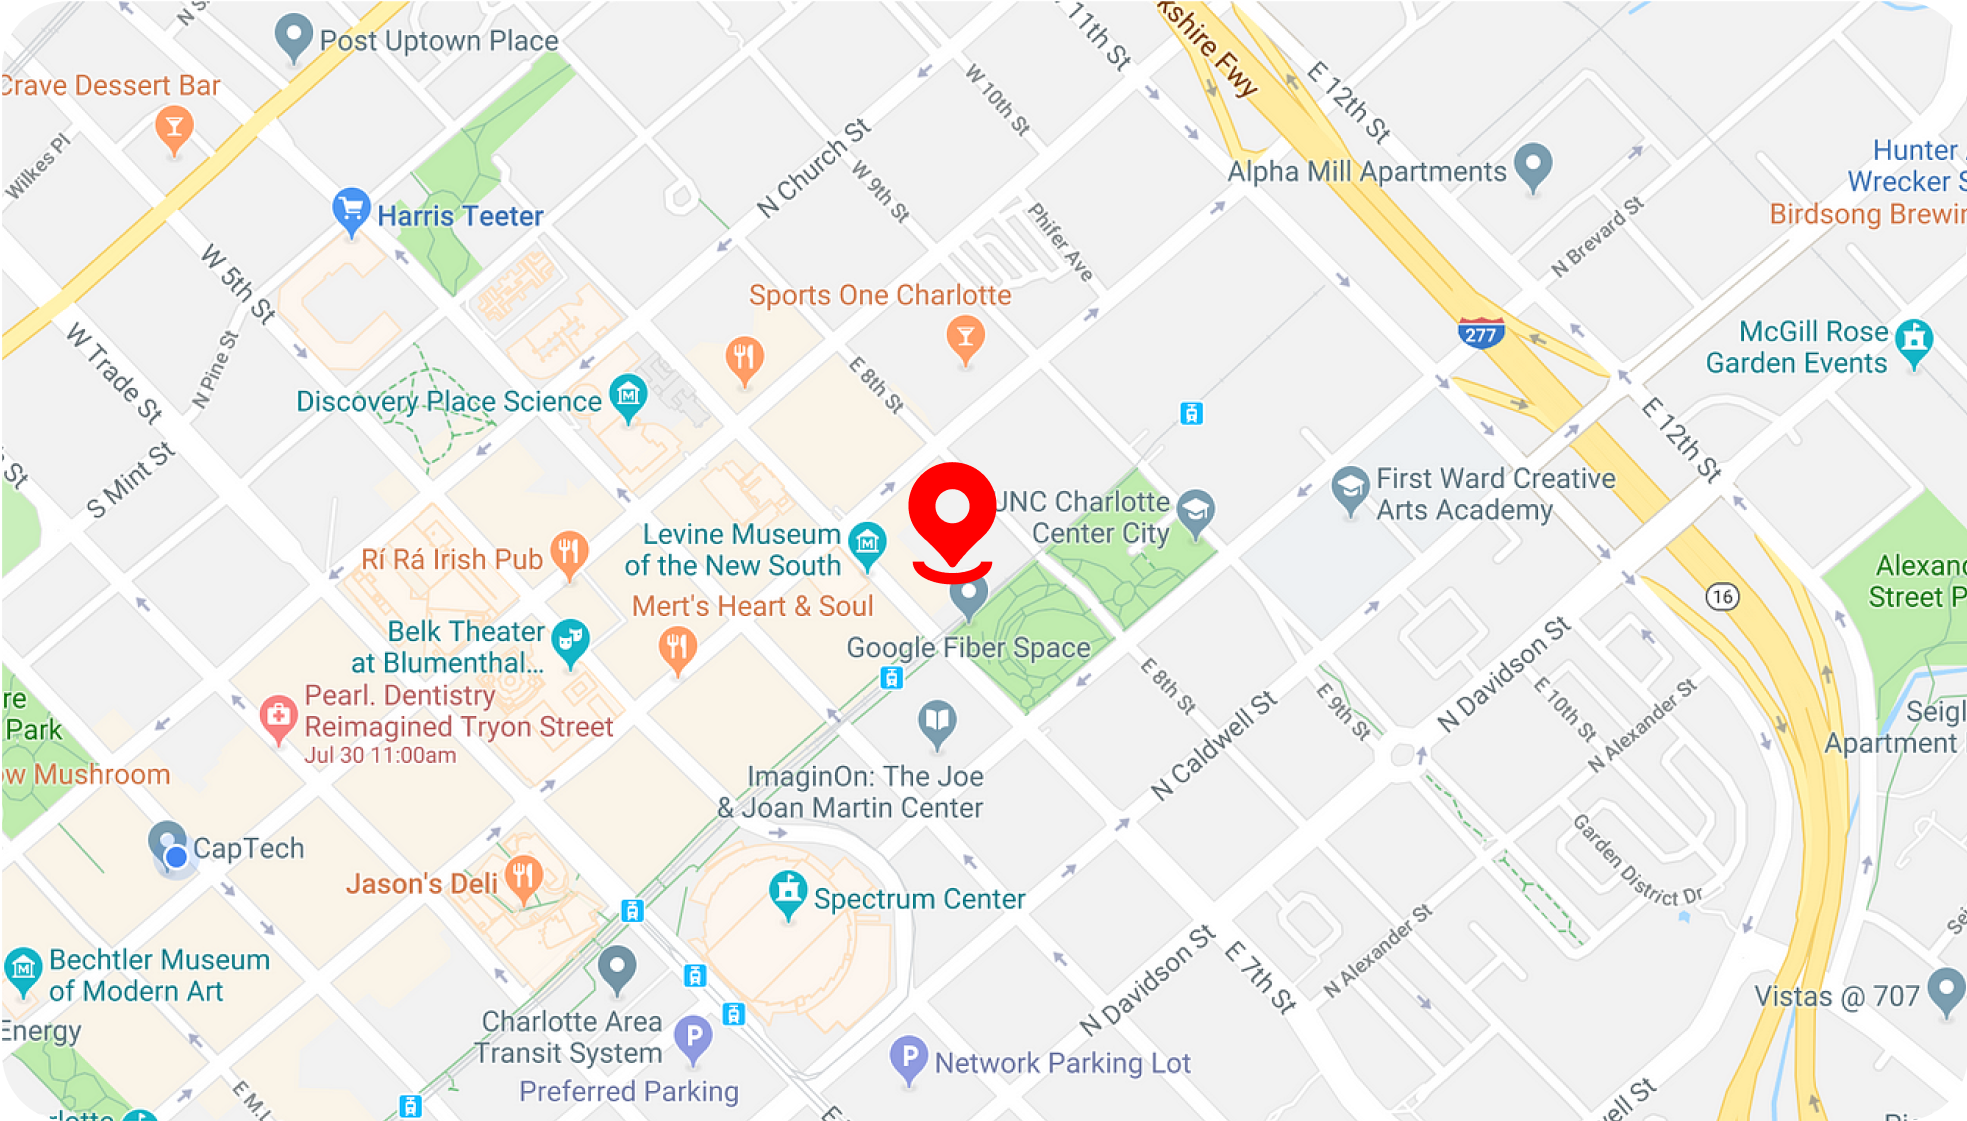 N S
Post Uptown Place
Crave Dessert Bar
Wilkes Pl
Harris Teeter
W 5th St
W Trade St
N Pine St
S Mint St
St
N Church St
11th St
W 10th St
W 9th St
Phifer Ave
kshire Fwy
E 12th St
Alpha Mill Apartments
N Brevard St
Hunter
Wrecker S
Birdsong Brewin
Sports One Charlotte
277
McGill Rose
Garden Events
Discovery Place Science
E 8th St
E 12th St
First Ward Creative
Arts Academy
UNC Charlotte
Center City
Levine Museum
of the New South
Rí Rá Irish Pub
Mert's Heart & Soul
Belk Theater
at Blumenthal...
Google Fiber Space
16
Alexand
Street P
Pearl. Dentistry
Reimagined Tryon Street
Jul 30 11:00am
re
Park
ow Mushroom
ImaginOn: The Joe
& Joan Martin Center
E 8th St
E 9th St
N Caldwell St
N Davidson St
E 10th St
N Alexander St
Seigl
Apartment
CapTech
Jason's Deli
Spectrum Center
Garden District Dr
N Alexander St
N Davidson St
E 7th St
Bechtler Museum
of Modern Art
Energy
Charlotte Area
Transit System
P
Preferred Parking
P
Network Parking Lot
Vistas @ 707
Sei
E M.L
rlotte
E
well St